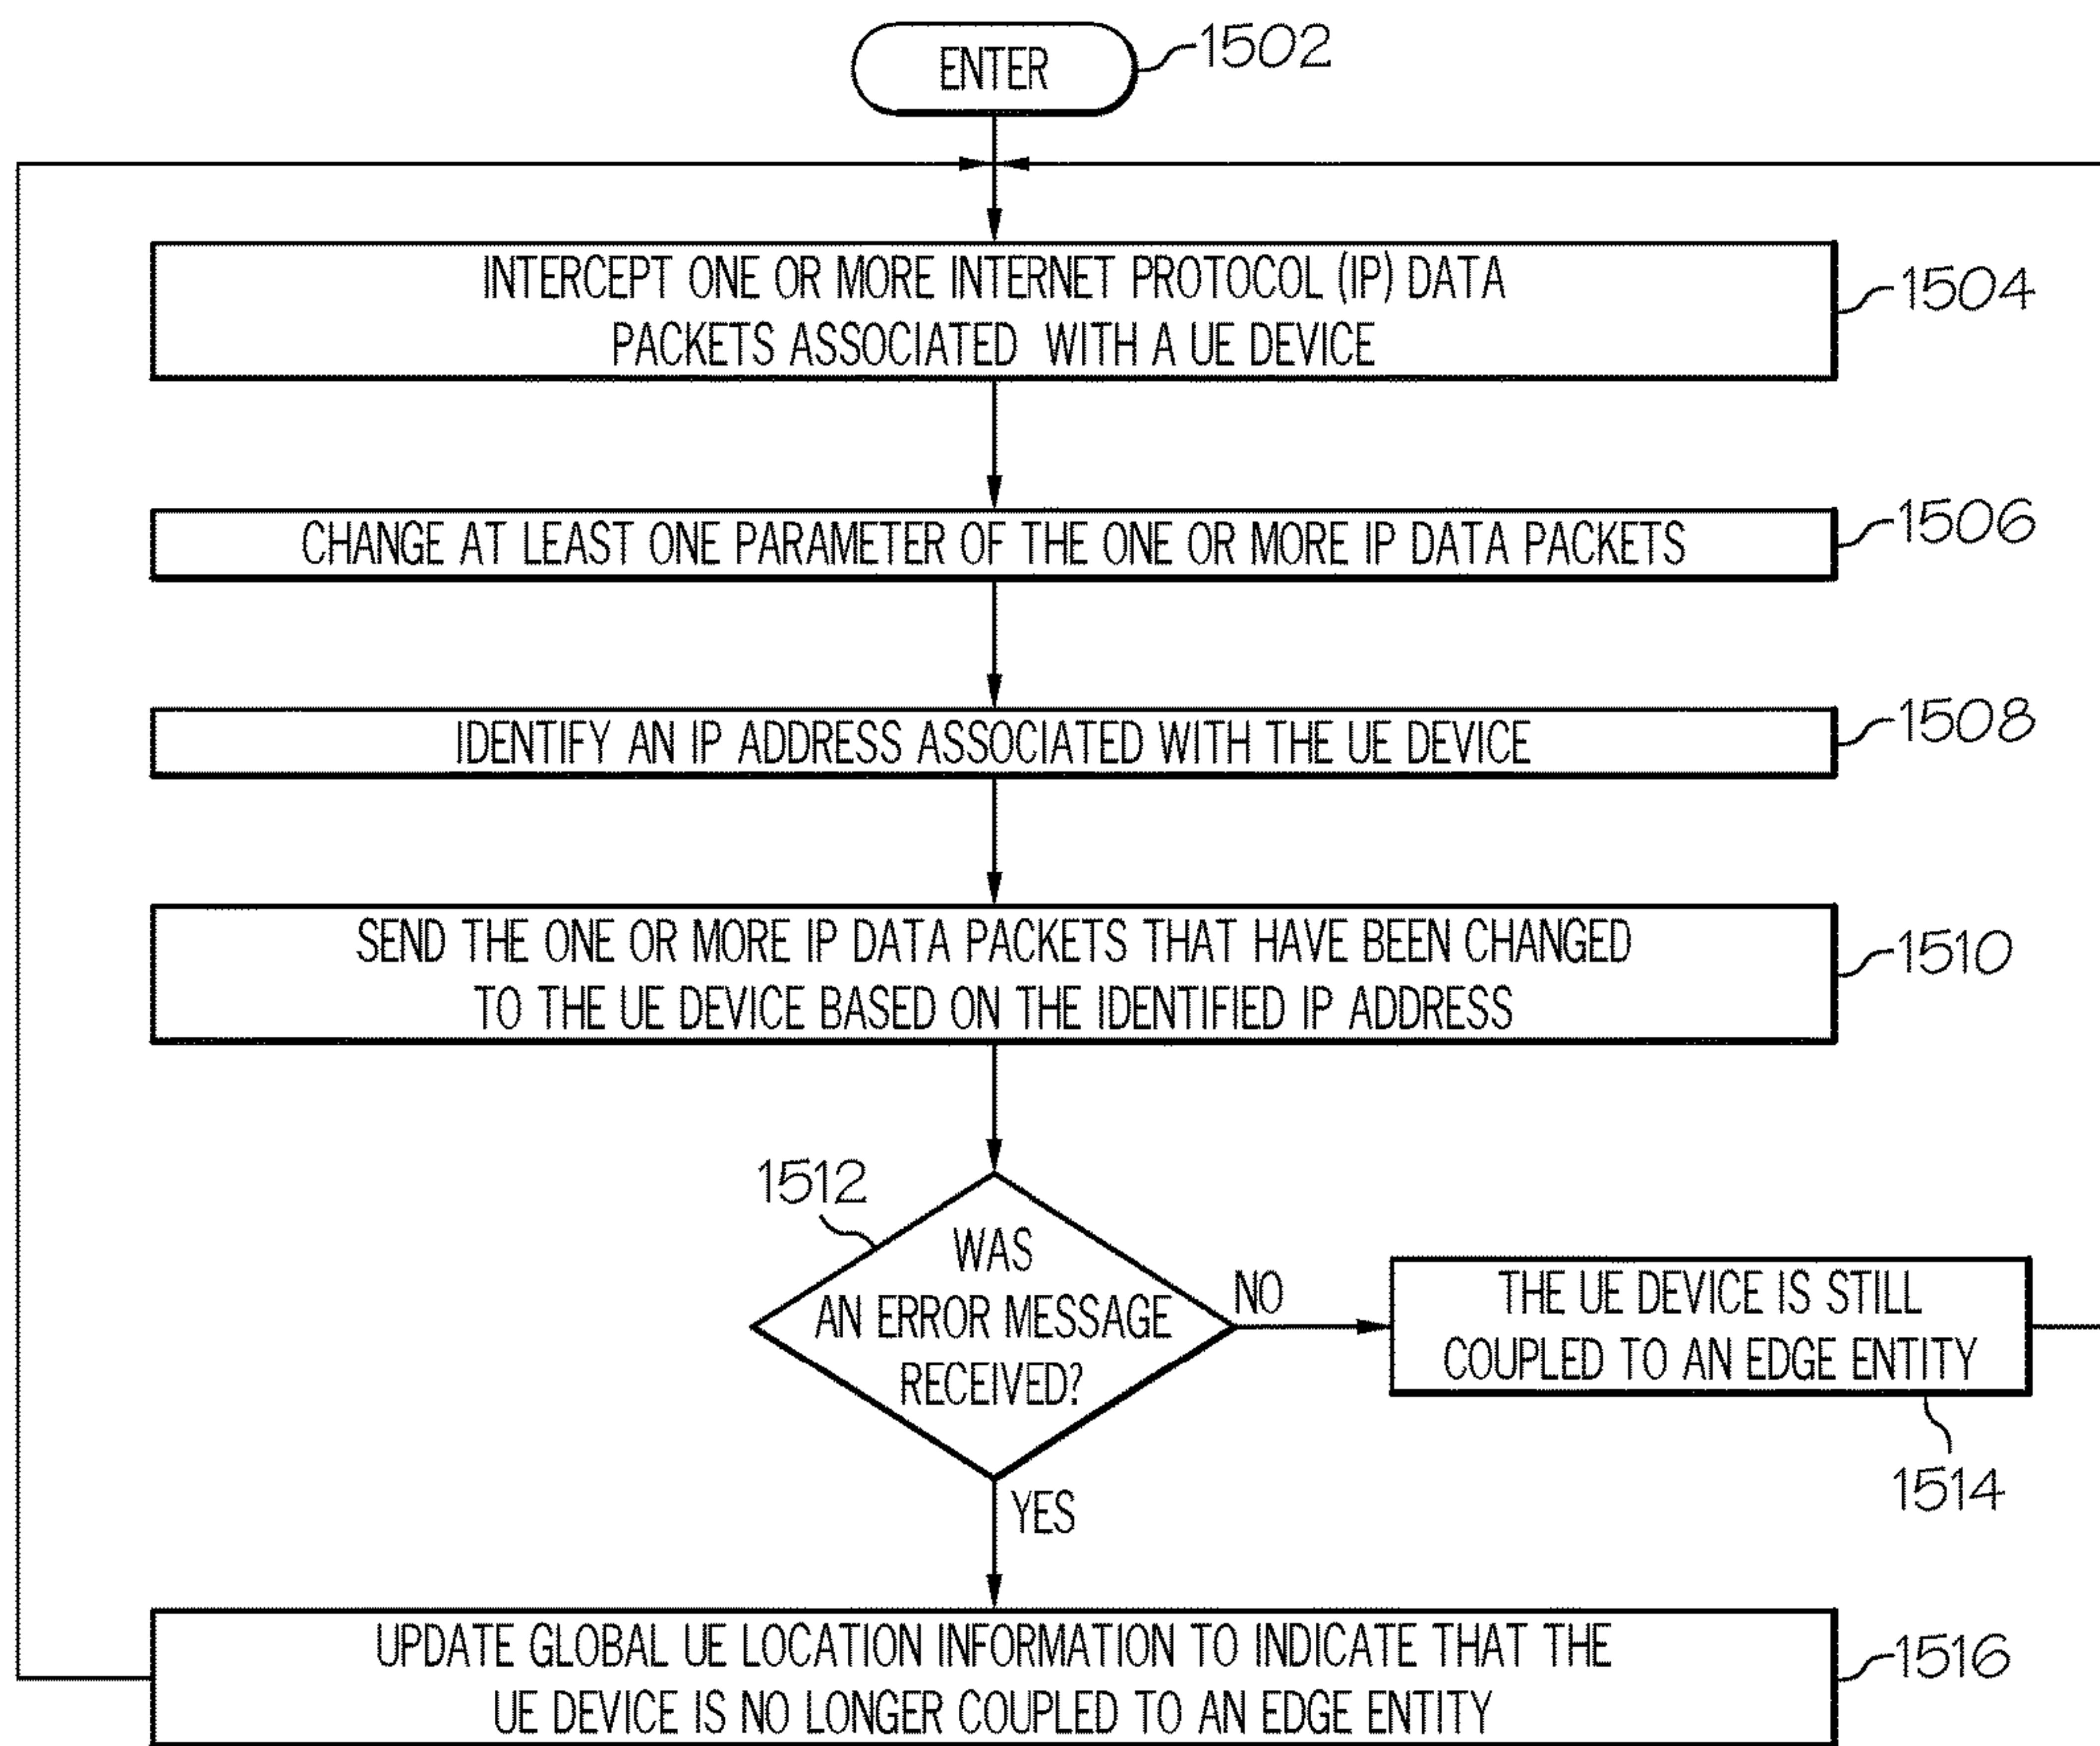 ENTER
1502
INTERCEPT ONE OR MORE INTERNET PROTOCOL (IP) DATA
PACKETS ASSOCIATED WITH A UE DEVICE
1504
CHANGE AT LEAST ONE PARAMETER OF THE ONE OR MORE IP DATA PACKETS
1506
IDENTIFY AN IP ADDRESS ASSOCIATED WITH THE UE DEVICE
1508
SEND THE ONE OR MORE IP DATA PACKETS THAT HAVE BEEN CHANGED
TO THE UE DEVICE BASED ON THE IDENTIFIED IP ADDRESS
1510
1512
WAS
AN ERROR MESSAGE
RECEIVED?
NO
THE UE DEVICE IS STILL
COUPLED TO AN EDGE ENTITY
1514
YES
UPDATE GLOBAL UE LOCATION INFORMATION TO INDICATE THAT THE
UE DEVICE IS NO LONGER COUPLED TO AN EDGE ENTITY
1516